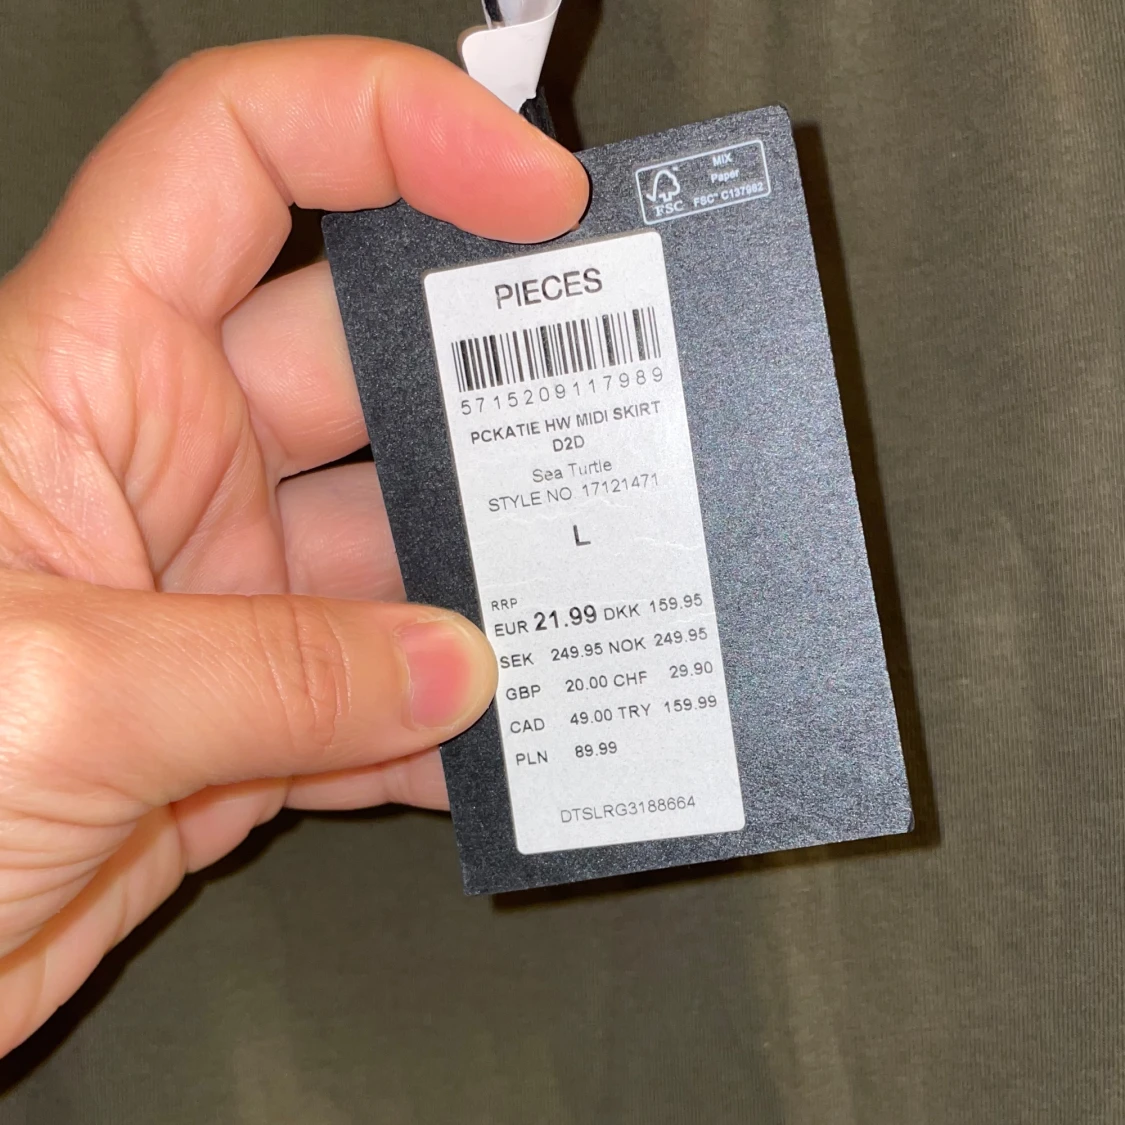 MIX
Paper
FSC™ C137982
FSC
PIECES
5715209117989
PCKATIE HW MIDI SKIRT
D2D
Sea Turtle
STYLE NO. 17121471
L
RRP
EUR 21.99 DKK 159.95
SEK 249.95 NOK 249.95
GBP 20.00 CHF 29.90
CAD 49.00 TRY 159.99
PLN 89.99
DTSLRG3188664